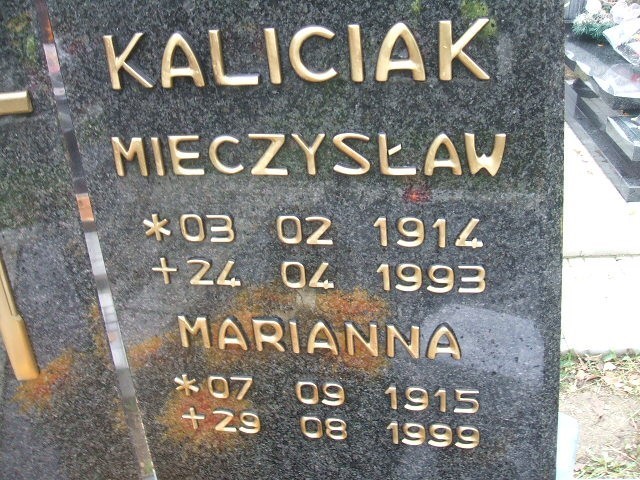 KALICIAK
MIECZYSŁAW
*03 02 1914
+24 04 1993
MARIANNA
*07 09 1915
+29 08 1999